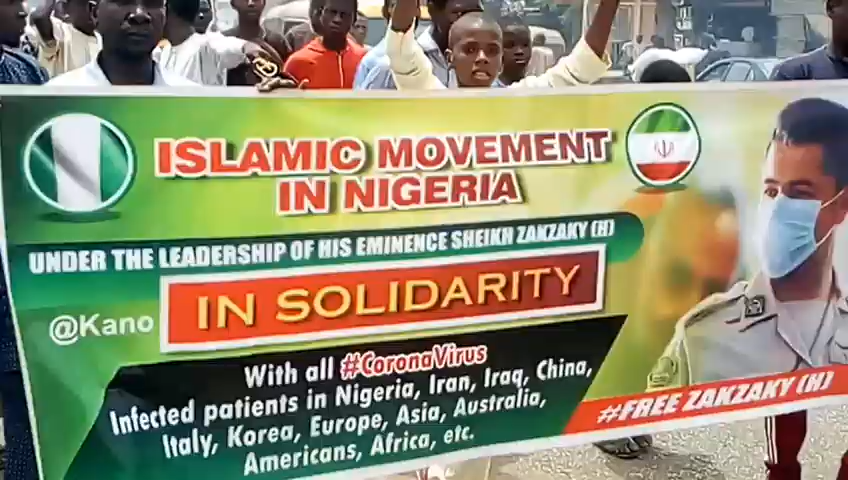 ISLAMIC MOVEMENT
IN NIGERIA
UNDER THE LEADERSHIP OF HIS EMINENCE SHEIKH ZAKZAKY (H)
@Kano
IN SOLIDARITY
With all #CoronaVirus
Infected patients in Nigeria, Iran, Iraq, China,
Italy, Korea, Europe, Asia, Australia,
Americans, Africa, etc.
#FREE ZAKZAKY (H)